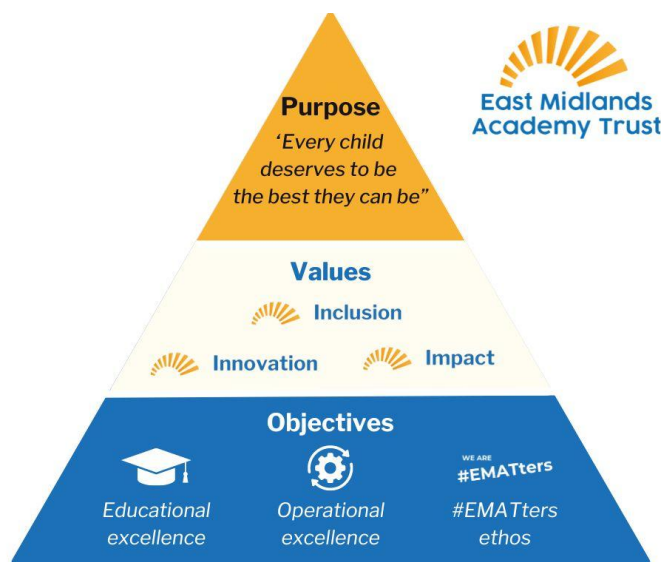 Purpose
‘Every child
deserves to be
the best they can be”
East Midlands
Academy Trust
Values
Inclusion
Innovation
Impact
Objectives
WE ARE
#EMATters
Educational
excellence
Operational
excellence
#EMATters
ethos